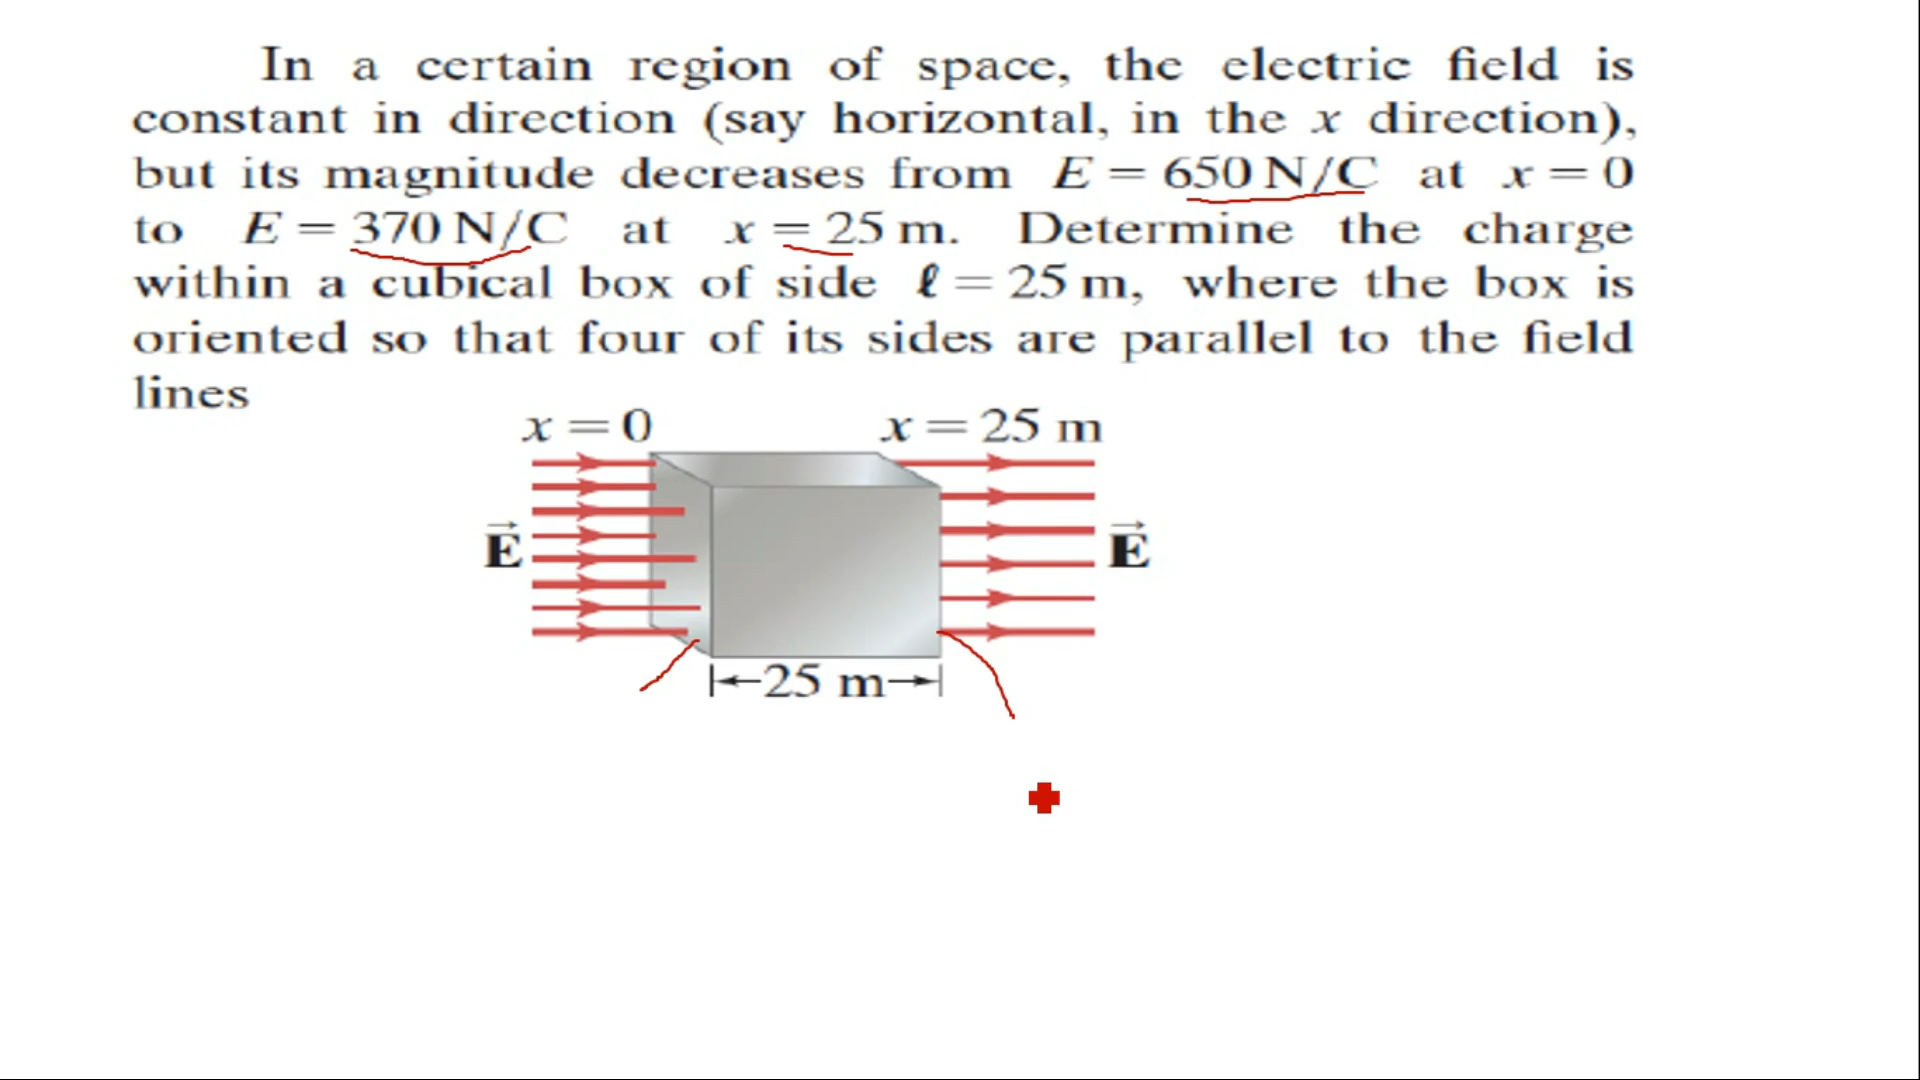 In a certain region of space, the electric field is
constant in direction (say horizontal, in the x direction),
but its magnitude decreases from E = 650 N/C at x = 0
to E = 370 N/C at x = 25 m. Determine the charge
within a cubical box of side ℓ = 25 m, where the box is
oriented so that four of its sides are parallel to the field
lines
x = 0 x = 25 m
E⃗ E⃗
25 m